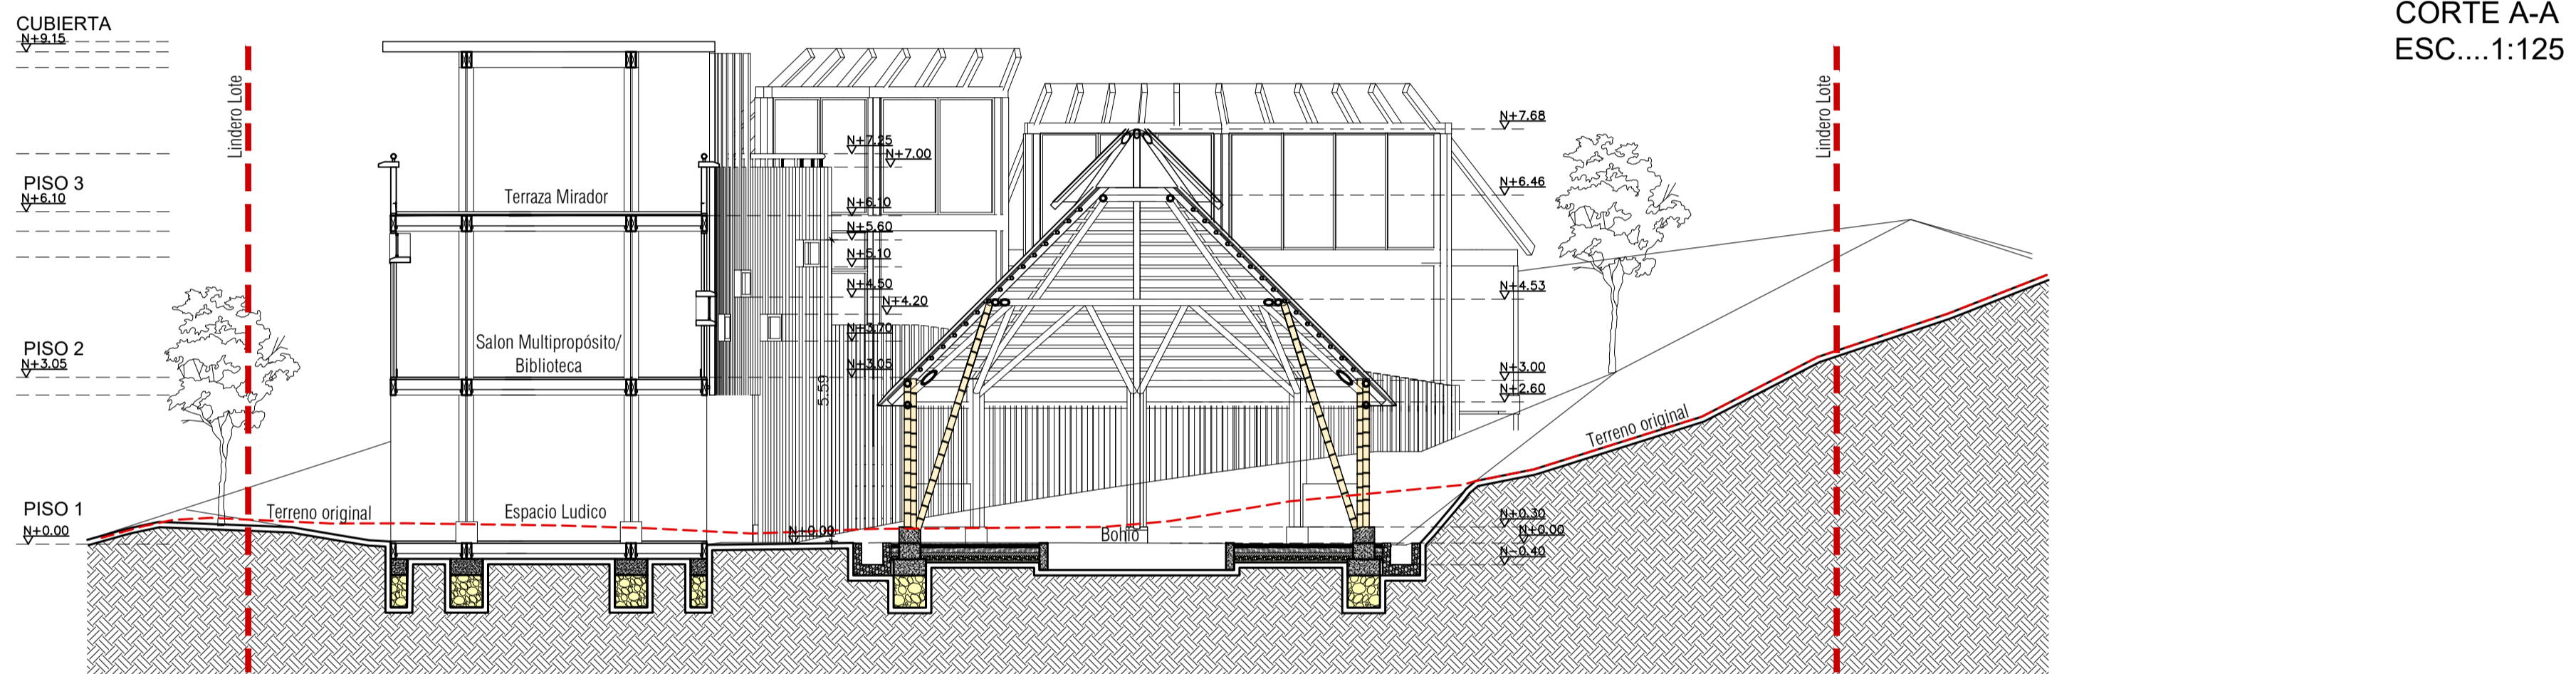 CORTE A-A
ESC....1:125
CUBIERTA
N+9.15
Lindero Lote
Lindero Lote
N+7.68
N+7.25
N+7.00
PISO 3
N+6.10
Terraza Mirador
N+6.46
N+6.10
N+5.60
N+5.10
N+4.50
N+4.20
N+4.53
N+3.70
Salon Multipropósito/
Biblioteca
PISO 2
N+3.05
N+3.05
5.59
N+3.00
N+2.60
Terreno original
PISO 1
N+0.00
Terreno original
Espacio Ludico
N+0.00
Bohio
N+0.30
N+0.00
N-0.40